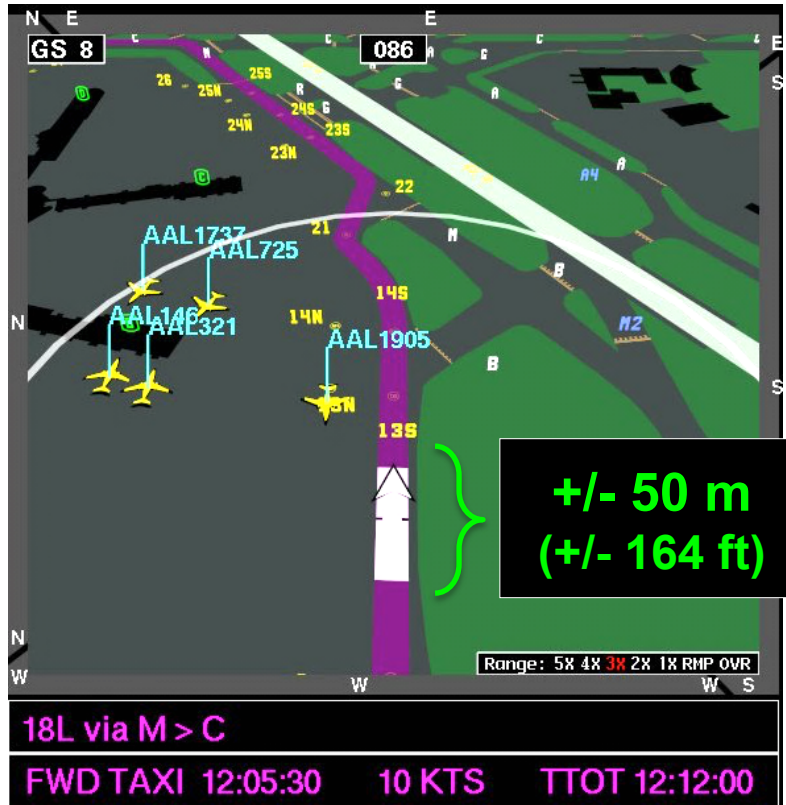 N E E
GS 8
086
C
C
C
E
S
N
A
G
26
25S
25N
R
G
A
D
24S
24N
G
23S
23N
A
C
A4
22
21
M
AAL1737
AAL725
B
14S
N
14N
M2
AAL146
AAL321
AAL1905
B
S
13S
+/- 50 m
(+/- 164 ft)
N
Range: 5X 4X 3X 2X 1X RMP OVR
W W W S
18L via M > C
FWD TAXI 12:05:30 10 KTS TTOT 12:12:00